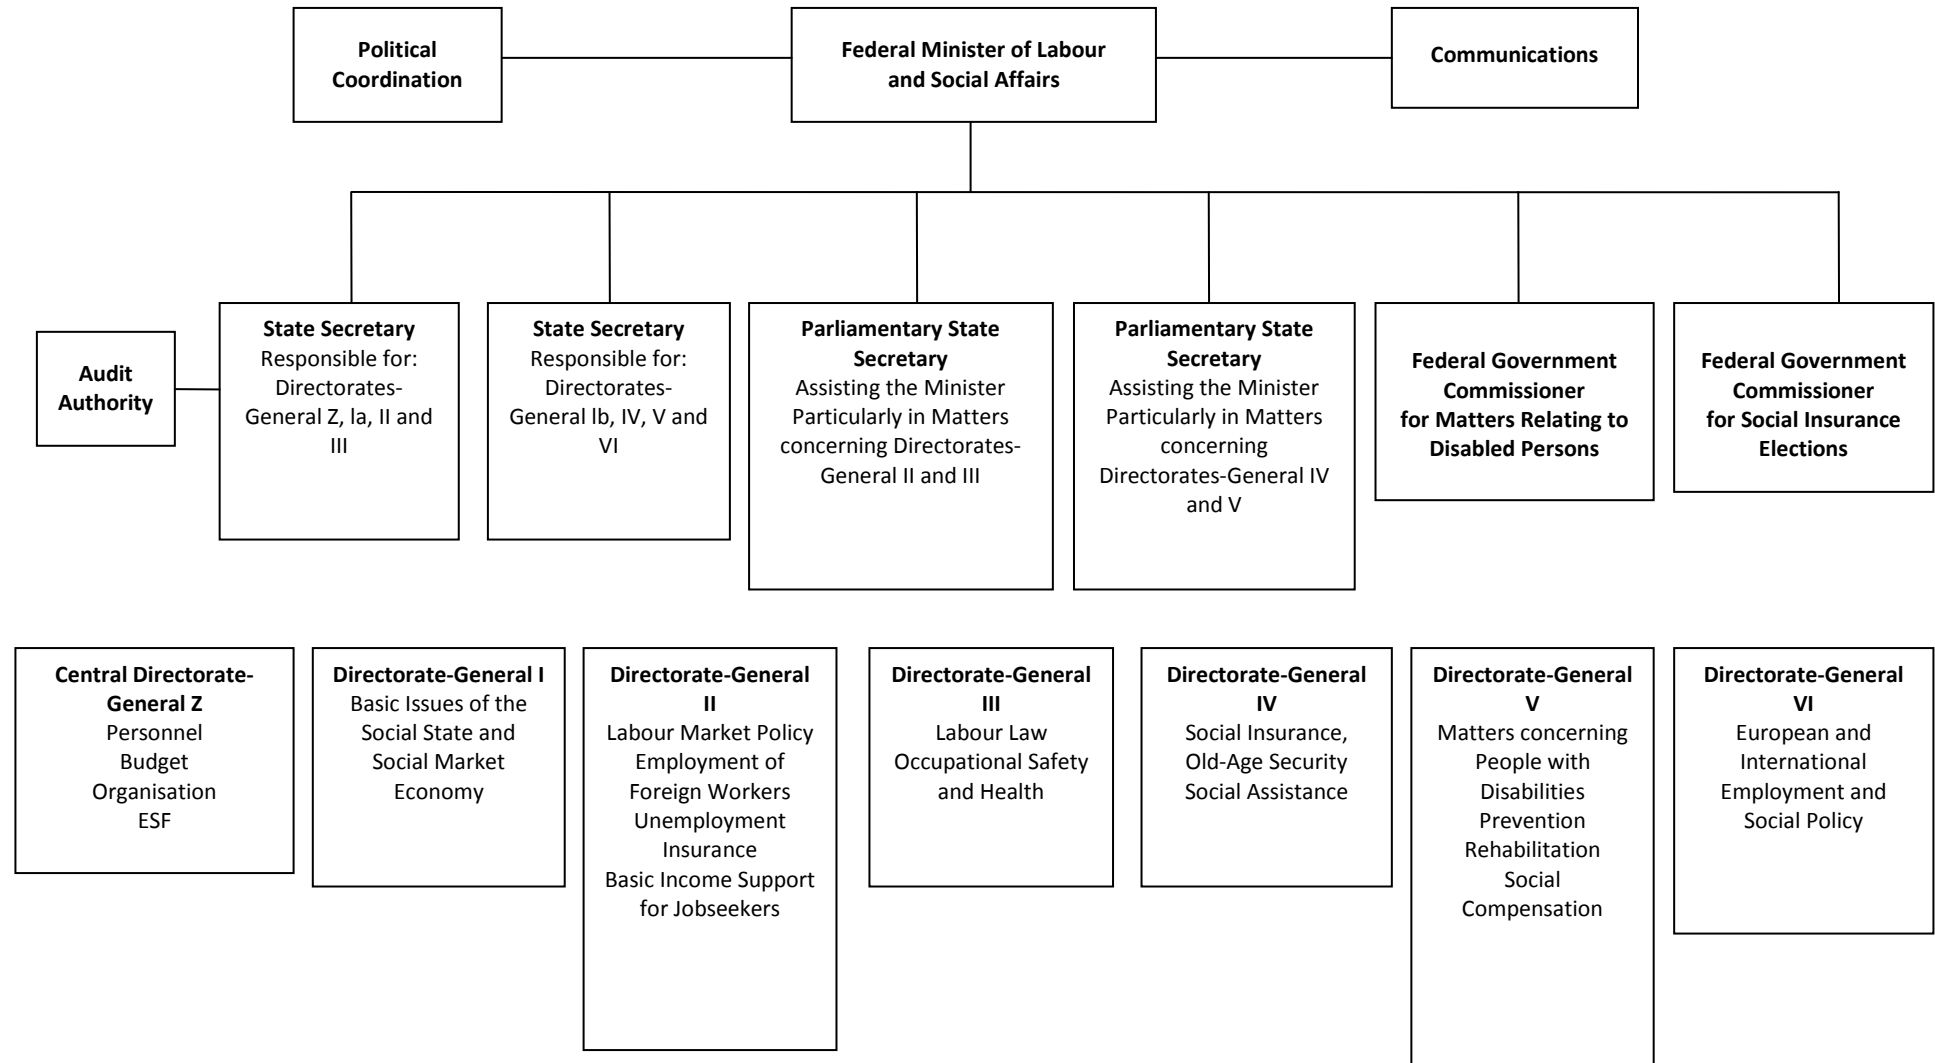 Political
Coordination
Federal Minister of Labour
and Social Affairs
Communications
Audit
Authority
State Secretary
Responsible for:
Directorates-
General Z, la, II and
III
State Secretary
Responsible for:
Directorates-
General lb, IV, V and
VI
Parliamentary State
Secretary
Assisting the Minister
Particularly in Matters
concerning Directorates-
General II and III
Parliamentary State
Secretary
Assisting the Minister
Particularly in Matters
concerning
Directorates-General IV
and V
Federal Government
Commissioner
for Matters Relating to
Disabled Persons
Federal Government
Commissioner
for Social Insurance
Elections
Central Directorate-
General Z
Personnel
Budget
Organisation
ESF
Directorate-General I
Basic Issues of the
Social State and
Social Market
Economy
Directorate-General
II
Labour Market Policy
Employment of
Foreign Workers
Unemployment
Insurance
Basic Income Support
for Jobseekers
Directorate-General
III
Labour Law
Occupational Safety
and Health
Directorate-General
IV
Social Insurance,
Old-Age Security
Social Assistance
Directorate-General
V
Matters concerning
People with
Disabilities
Prevention
Rehabilitation
Social
Compensation
Directorate-General
VI
European and
International
Employment and
Social Policy